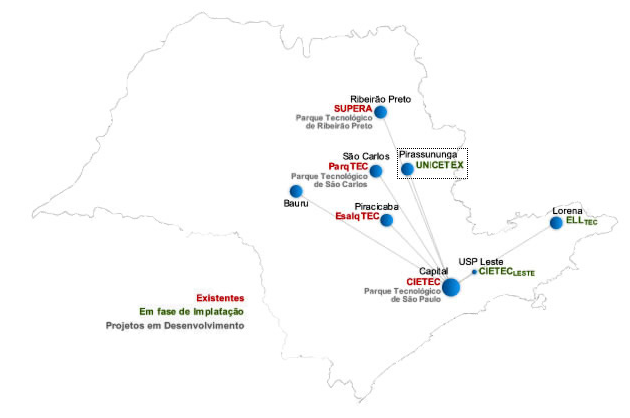 Ribeirão Preto
SUPERA
Parque Tecnológico
de Ribeirão Preto
São Carlos
ParqTEC
Parque Tecnológico
de São Carlos
Pirassununga
UNICETEX
Bauru
Piracicaba
EsalqTEC
Lorena
ELLTEC
USP Leste
CIETECLESTE
Capital
CIETEC
Parque Tecnológico
de São Paulo
Existentes
Em fase de Implatação
Projetos em Desenvolvimento